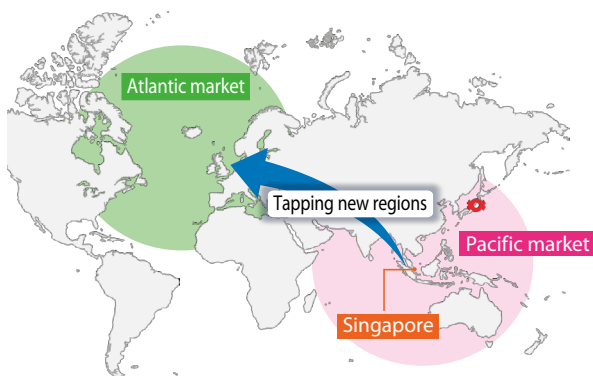 Atlantic market
Tapping new regions
Pacific market
Singapore